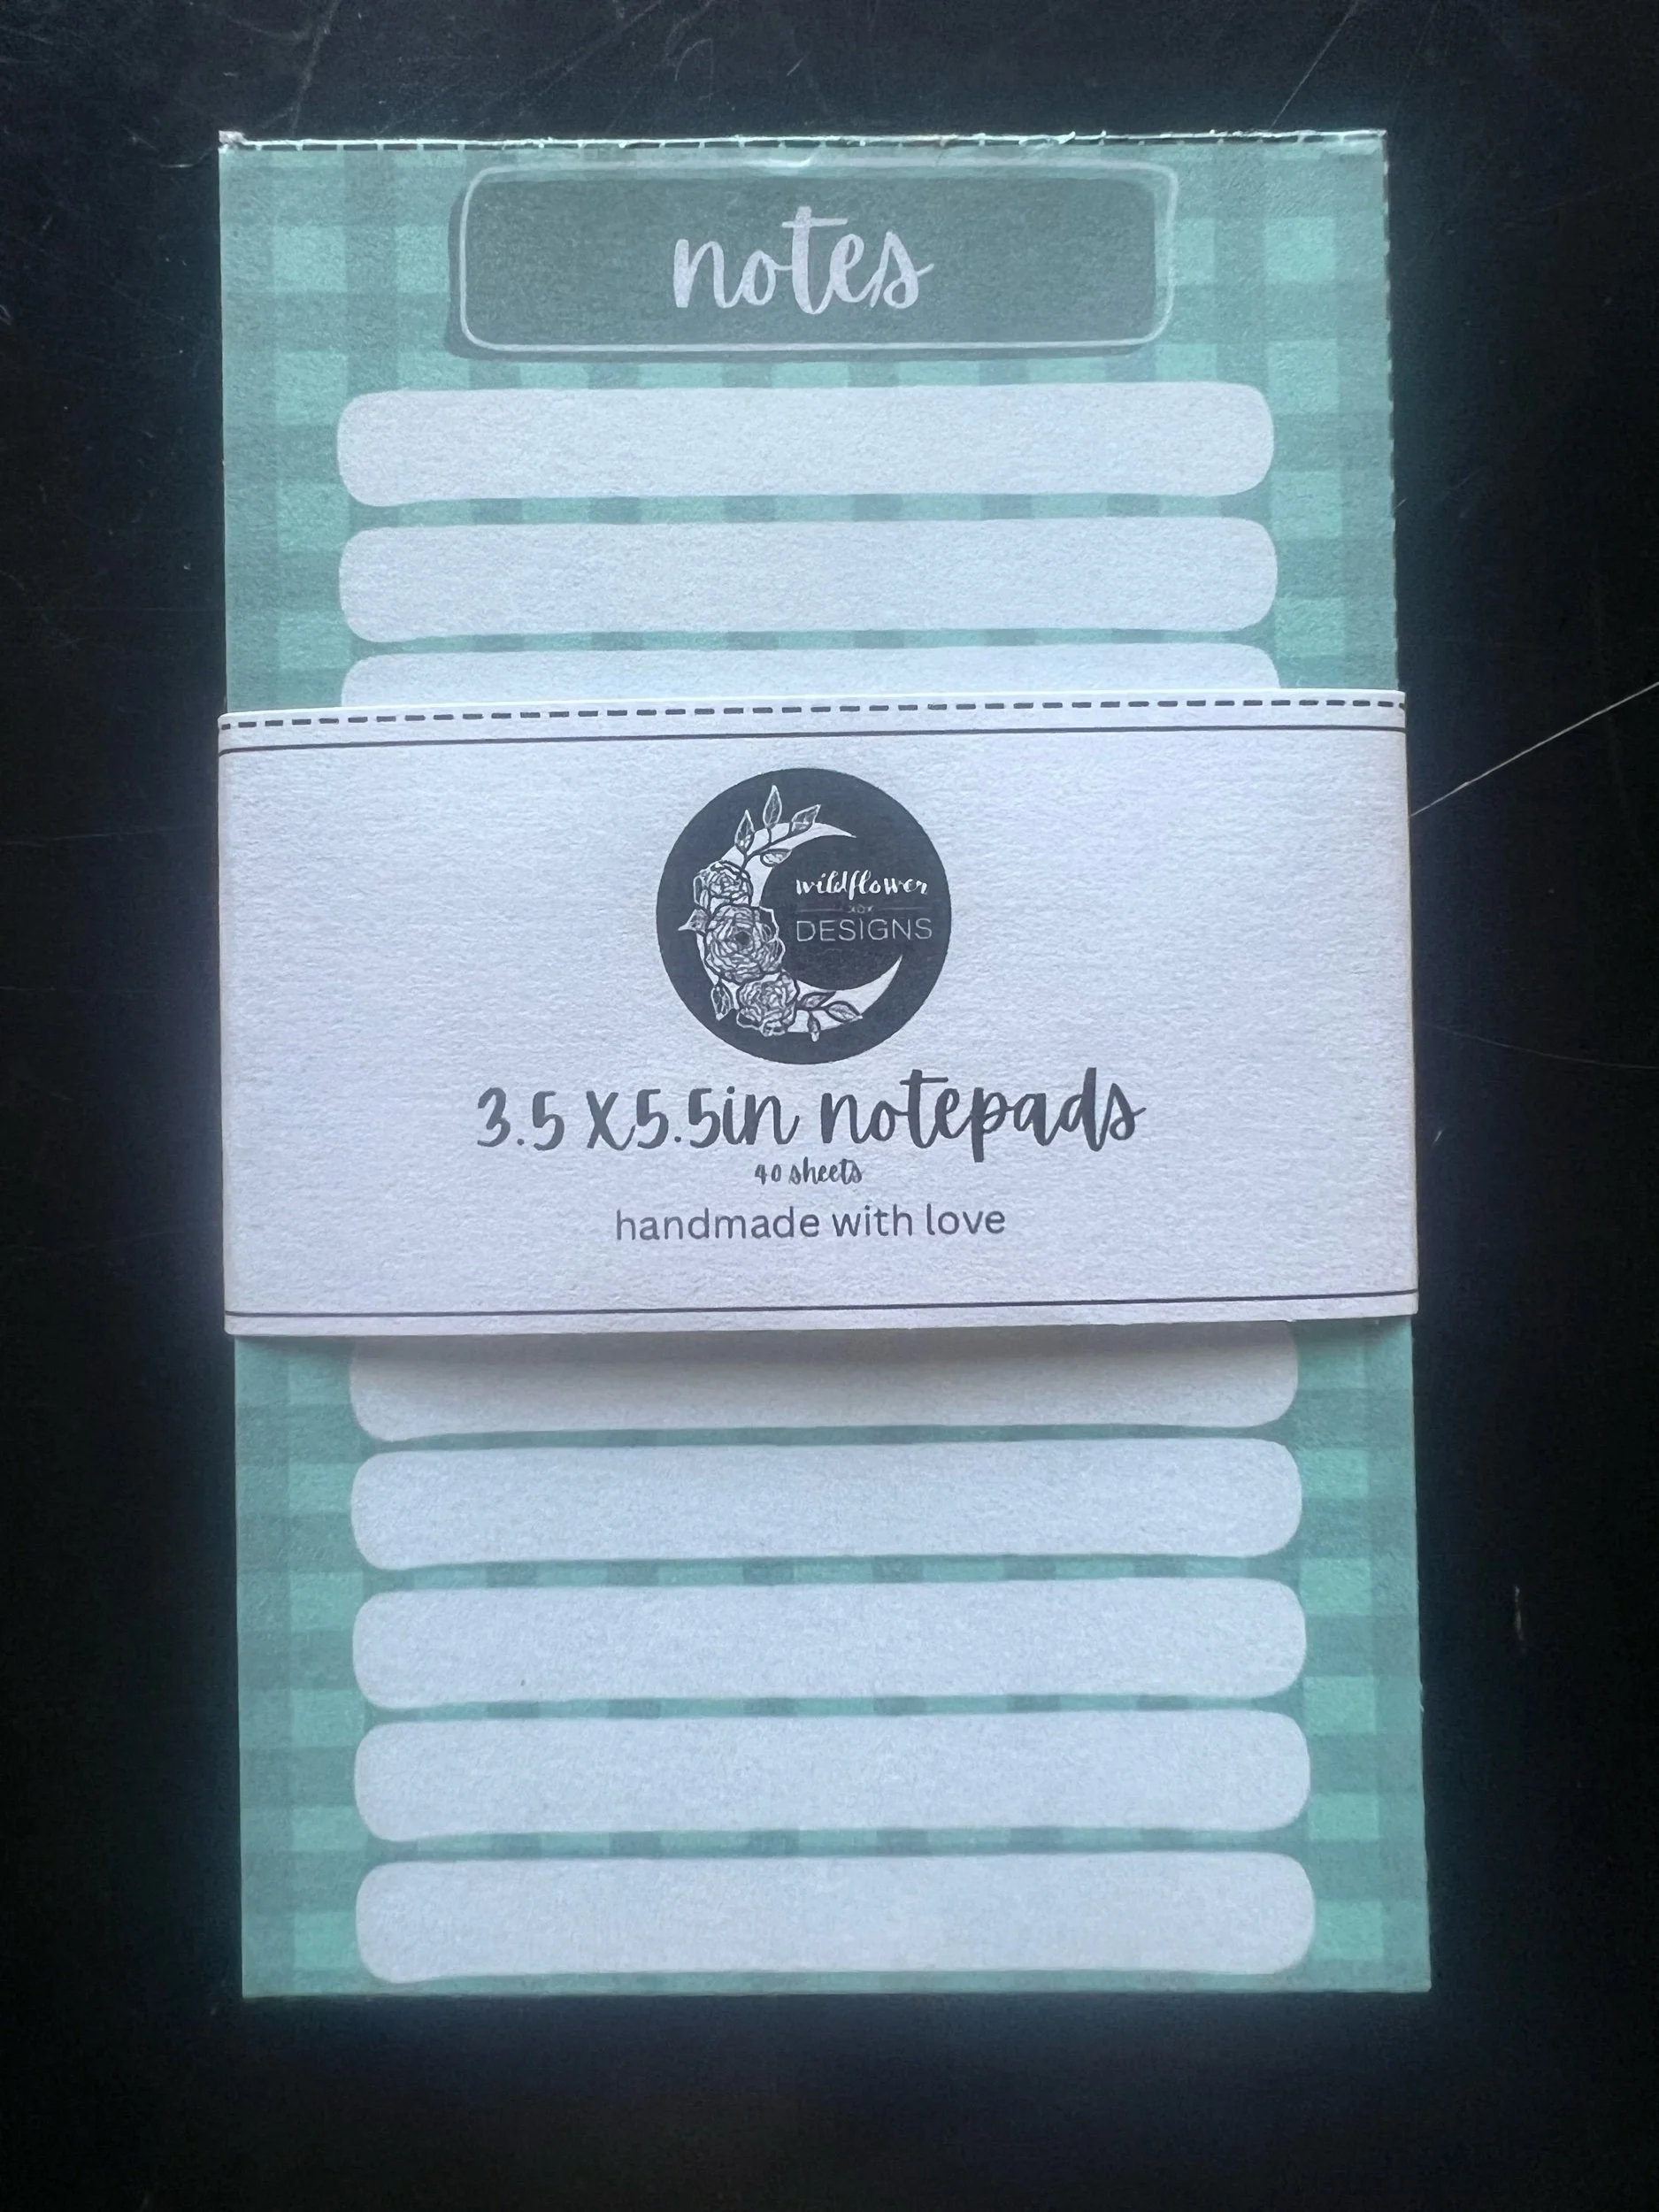 notes
wildflower
DESIGNS
3.5 x 5.5in notepads
40 sheets
handmade with love